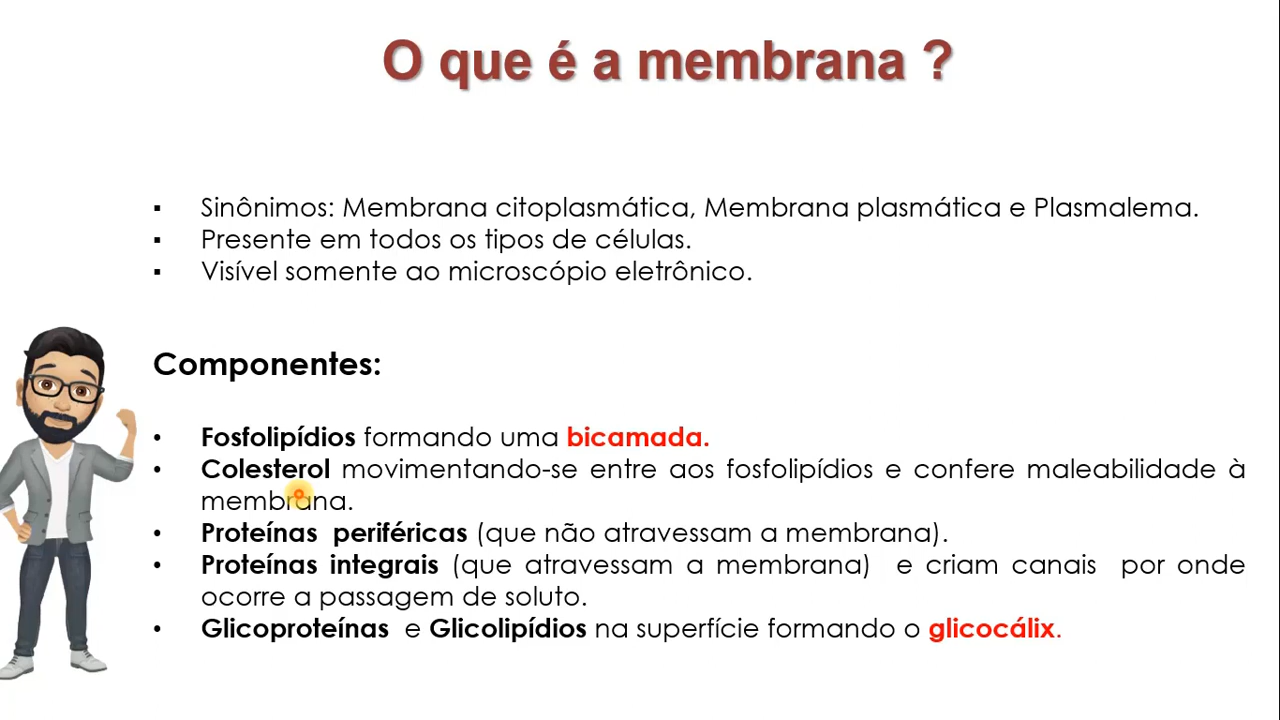 O que é a membrana ?
▪ Sinônimos: Membrana citoplasmática, Membrana plasmática e Plasmalema.
▪ Presente em todos os tipos de células.
▪ Visível somente ao microscópio eletrônico.
Componentes:
• Fosfolipídios formando uma bicamada.
• Colesterol movimentando-se entre aos fosfolipídios e confere maleabilidade à
membrana.
• Proteínas periféricas (que não atravessam a membrana).
• Proteínas integrais (que atravessam a membrana) e criam canais por onde
ocorre a passagem de soluto.
• Glicoproteínas e Glicolipídios na superfície formando o glicocálix.